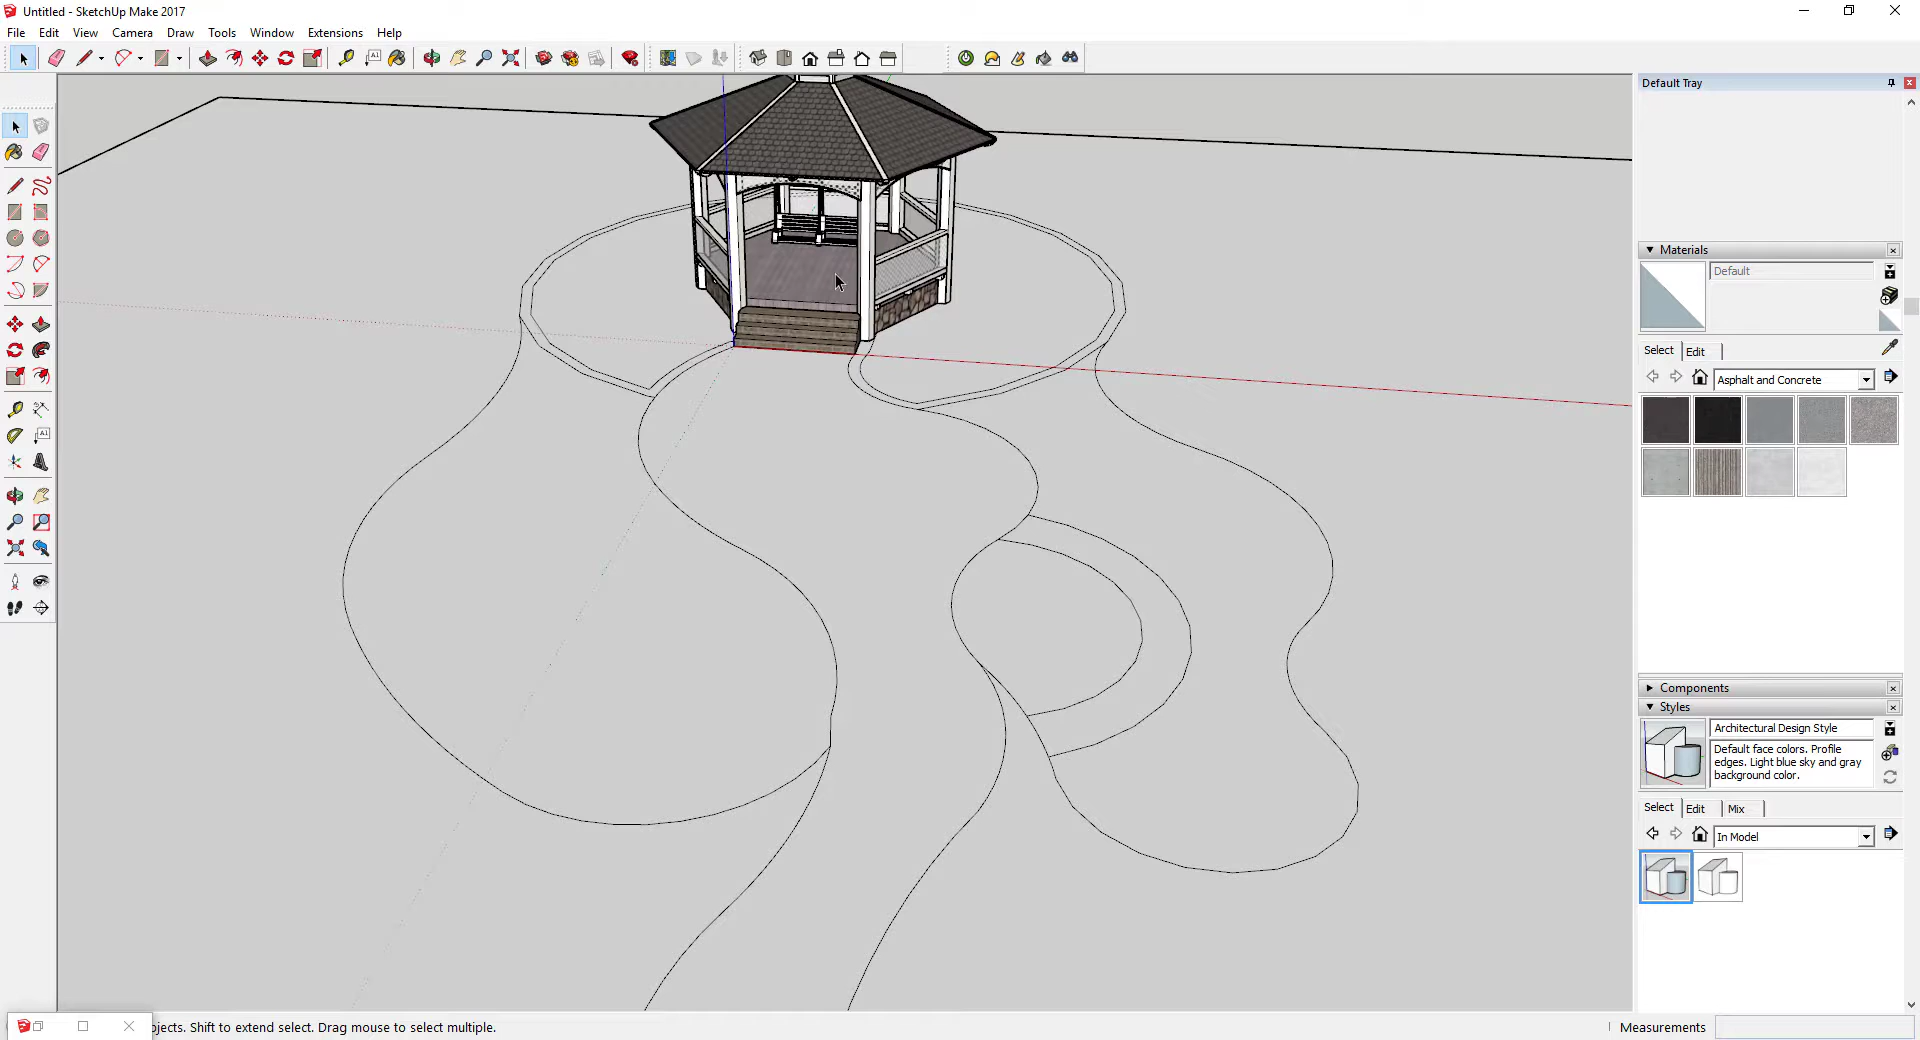 Untitled - SketchUp Make 2017
File Edit View Camera Draw Tools Window Extensions Help
Default Tray
Materials
Default
Select Edit
Asphalt and Concrete
Components
Styles
Architectural Design Style
Default face colors. Profile
edges. Light blue sky and gray
background color.
Select Edit Mix
In Model
bjects. Shift to extend select. Drag mouse to select multiple.
Measurements